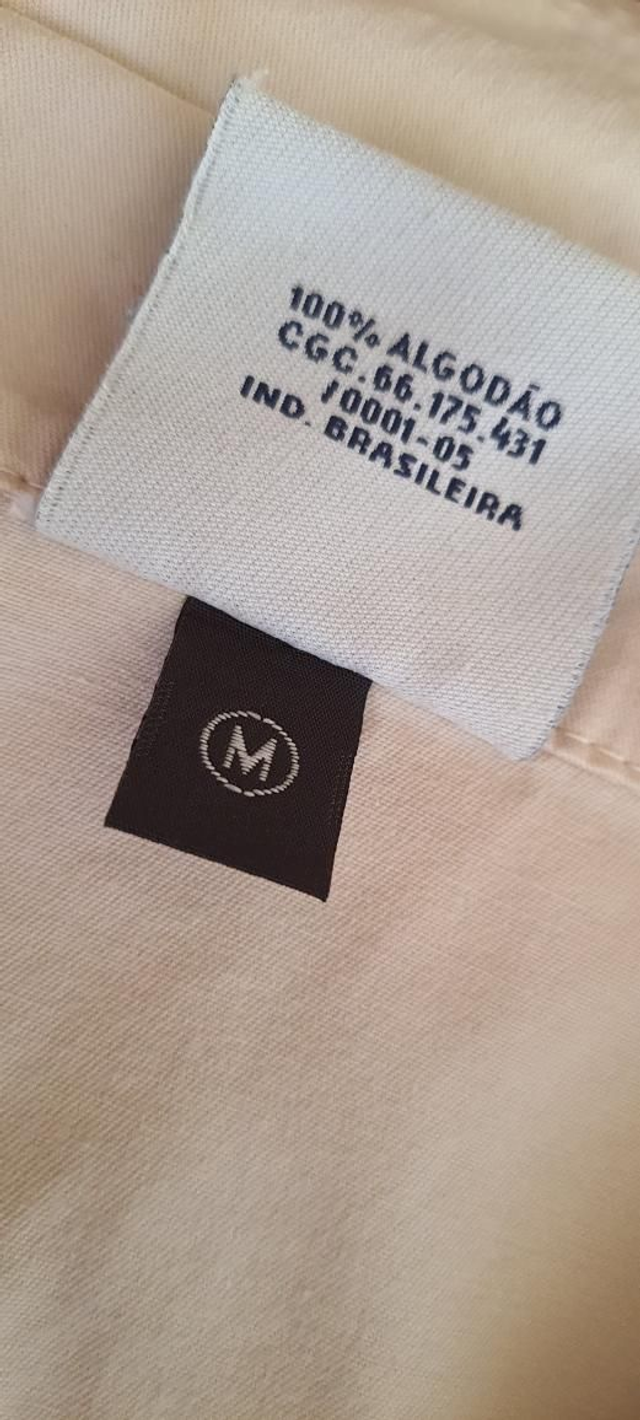 100% ALGODÃO
CGC.66.175.431
/0001-05
IND. BRASILEIRA
M